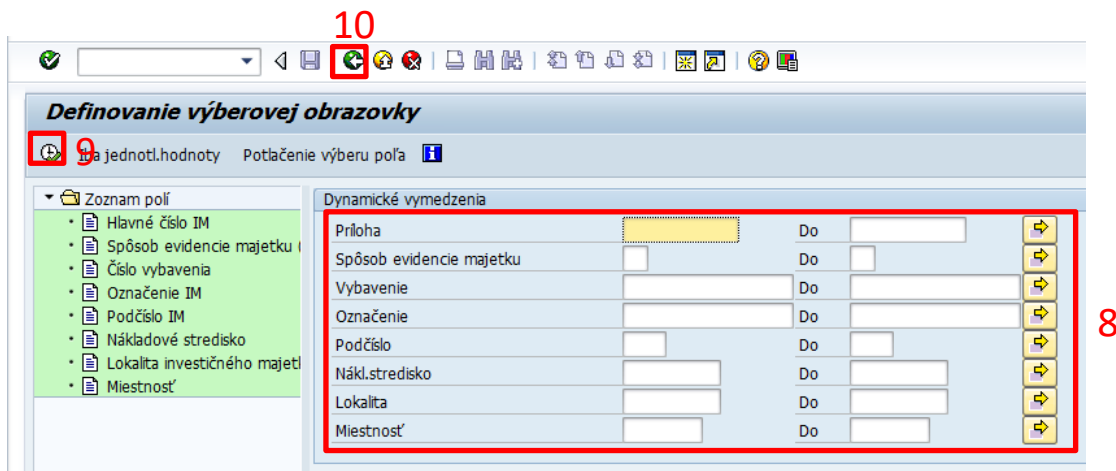 10
Definovanie výberovej obrazovky
9
Iba jednotl.hodnoty Potlačenie výberu poľa
Zoznam polí
Hlavné číslo IM
Spôsob evidencie majetku (
Číslo vybavenia
Označenie IM
Podčíslo IM
Nákladové stredisko
Lokalita investičného majetl
Miestnosť
Dynamické vymedzenia
Príloha Do
Spôsob evidencie majetku Do
Vybavenie Do
Označenie Do
Podčíslo Do
Nákl.stredisko Do
Lokalita Do
Miestnosť Do
8